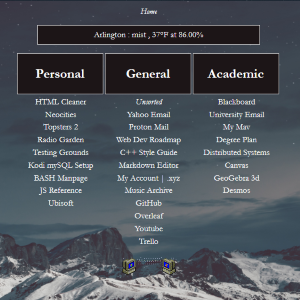 Home
Arlington : mist , 37°F at 86.00%
Personal General Academic
HTML Cleaner Unsorted Blackboard
Neocities Yahoo Email University Email
Topsters 2 Proton Mail My Mav
Radio Garden Web Dev Roadmap Degree Plan
Testing Grounds C++ Style Guide Distributed Systems
Kodi mySQL Setup Markdown Editor Canvas
BASH Manpage My Account | .xyz GeoGebra 3d
JS Reference Music Archive Desmos
Ubisoft GitHub
Overleaf
Youtube
Trello